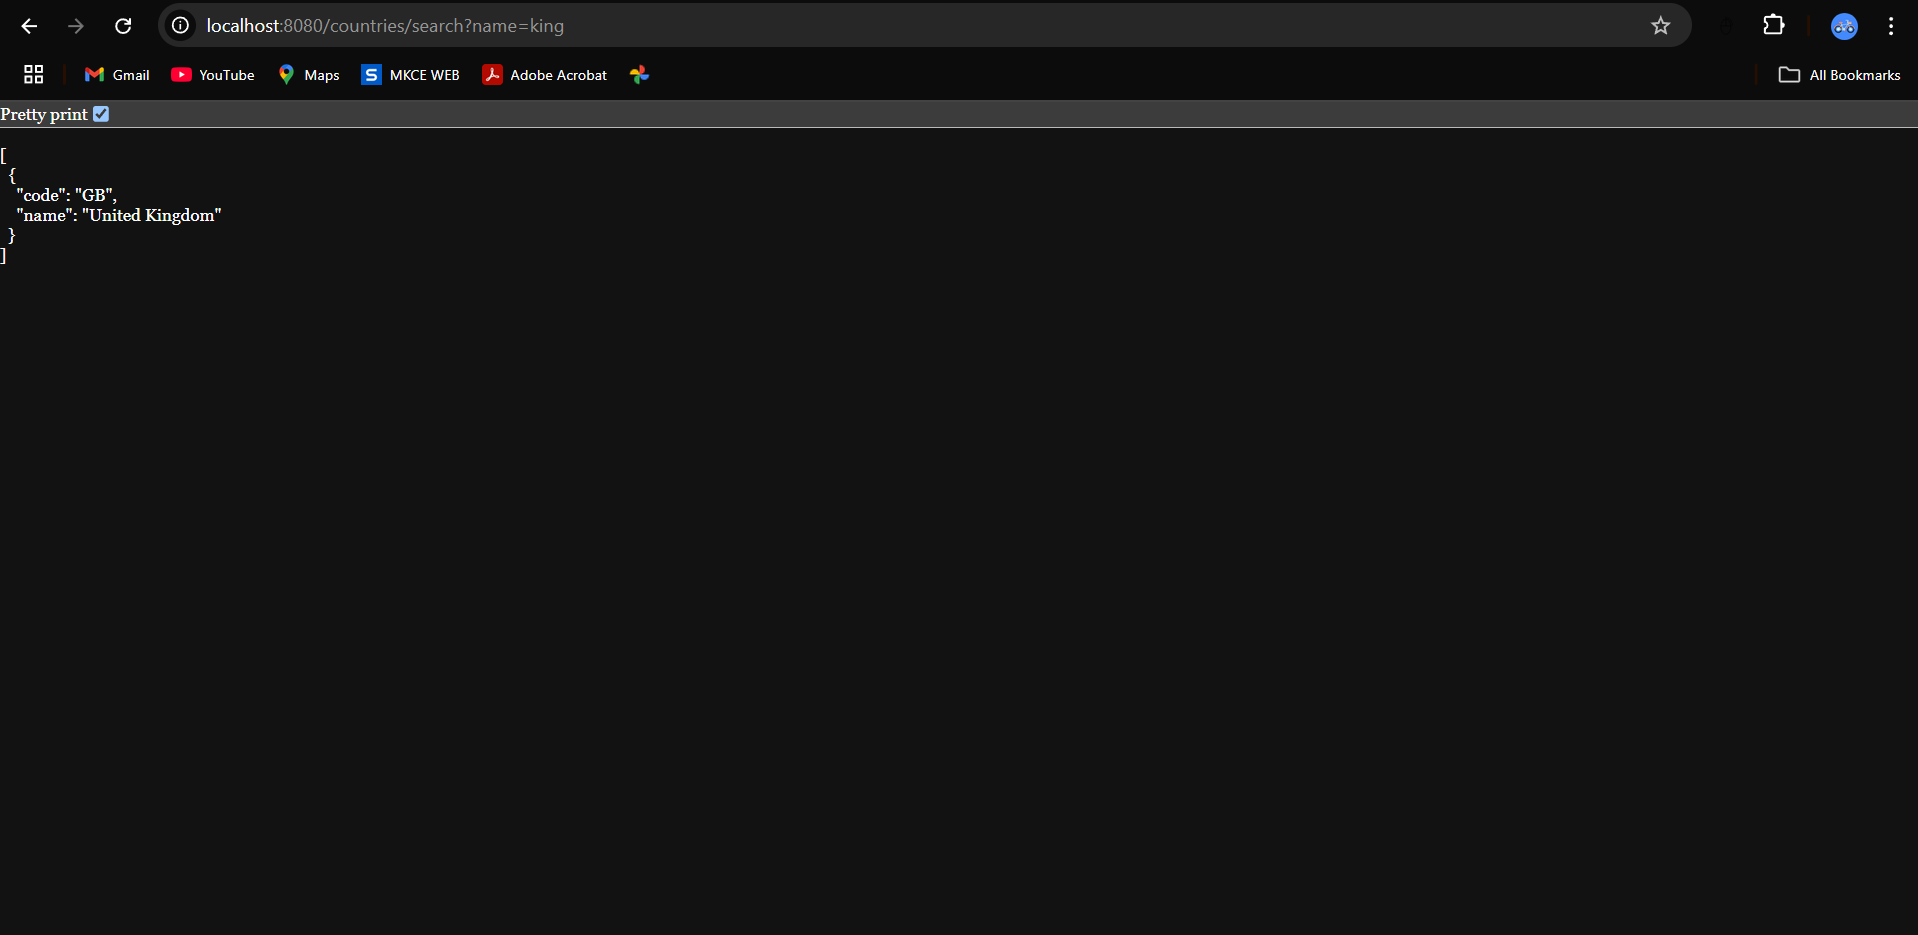 localhost:8080/countries/search?name=king
Gmail YouTube Maps S MKCE WEB Adobe Acrobat All Bookmarks
Pretty print
[
  {
    "code": "GB",
    "name": "United Kingdom"
  }
]